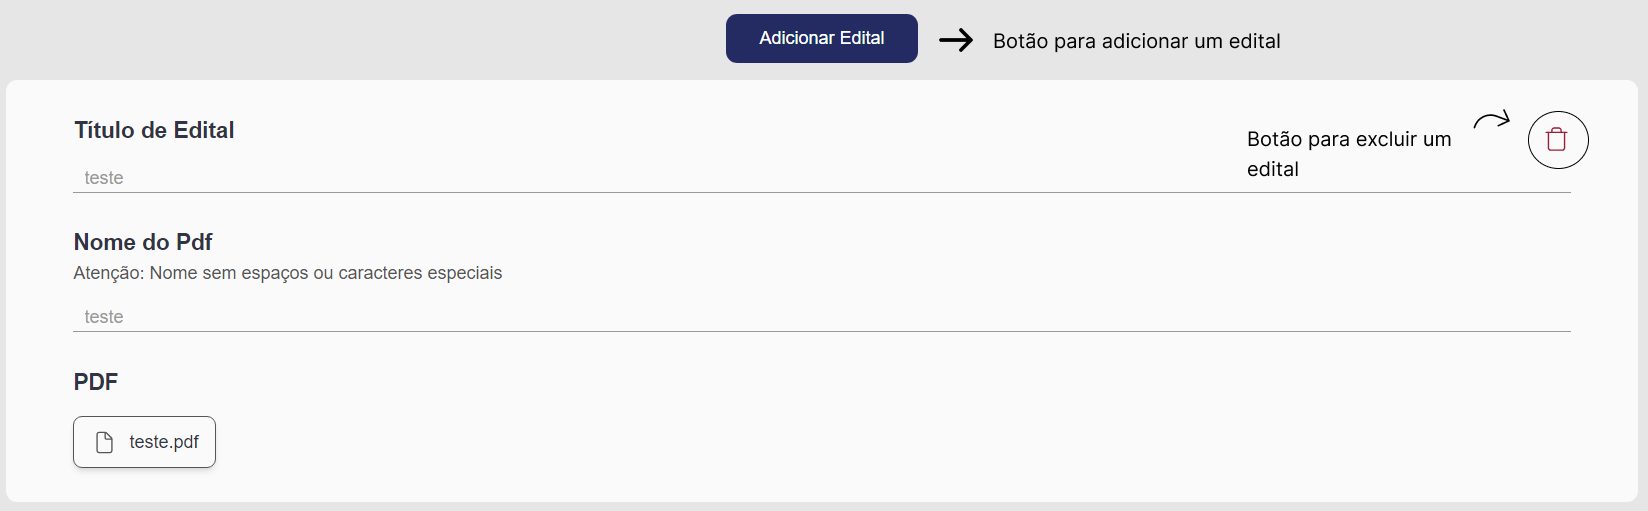 Adicionar Edital
Botão para adicionar um edital
Título de Edital
Botão para excluir um
edital
teste
Nome do Pdf
Atenção: Nome sem espaços ou caracteres especiais
teste
PDF
teste.pdf